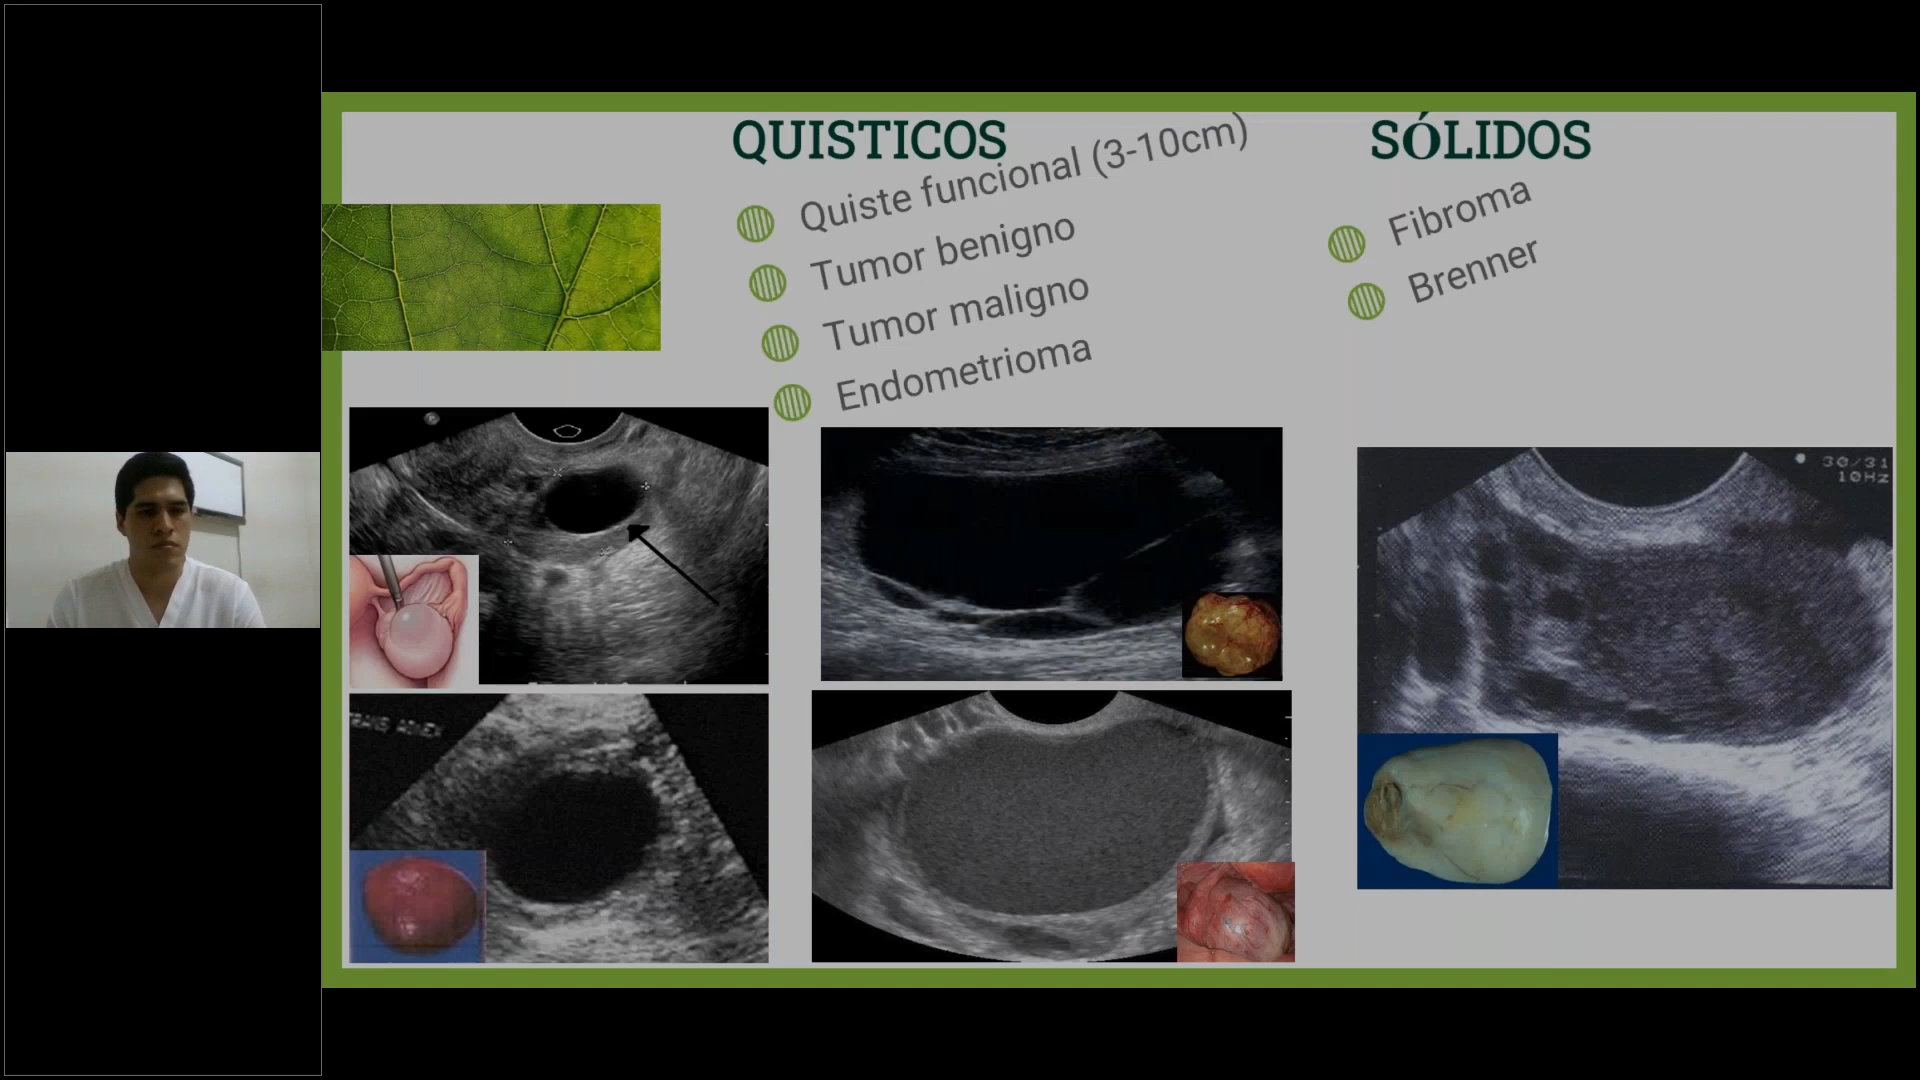 QUISTICOS
Quiste funcional (3-10cm)
Tumor benigno
Tumor maligno
Endometrioma
SÓLIDOS
Fibroma
Brenner
30/31
10Hz